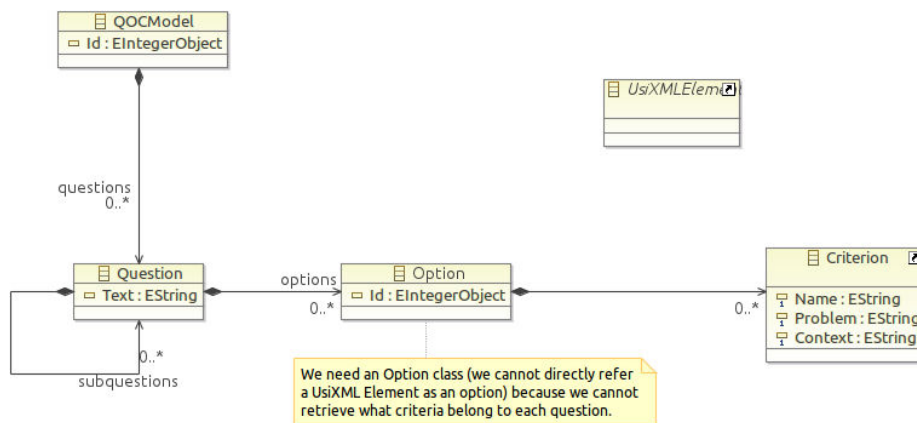 QOCModel
Id : EIntegerObject
UsiXMLElement
questions
0..*
Question
Text : EString
options
0..*
Option
Id : EIntegerObject
0..*
Criterion
Name : EString
Problem : EString
Context : EString
0..*
subquestions
We need an Option class (we cannot directly refer
a UsiXML Element as an option) because we cannot
retrieve what criteria belong to each question.